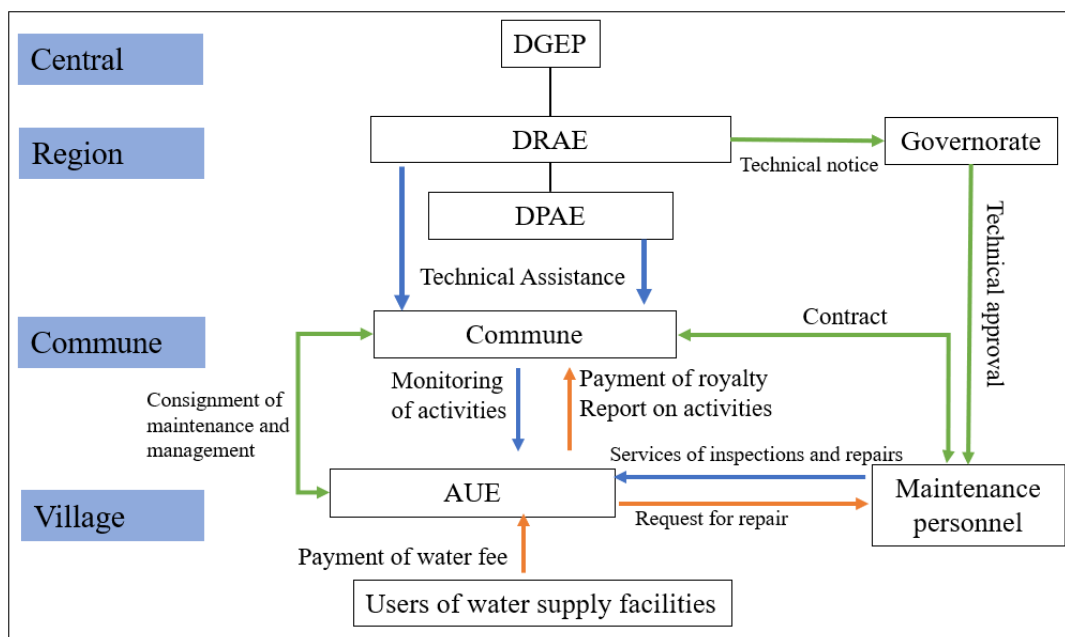 Central
DGEP
Region
DRAE
Governorate
Technical notice
DPAE
Technical Assistance
Technical approval
Commune
Commune
Contract
Monitoring
of activities
Payment of royalty
Report on activities
Consignment of
maintenance and
management
Services of inspections and repairs
Village
AUE
Maintenance
personnel
Request for repair
Payment of water fee
Users of water supply facilities